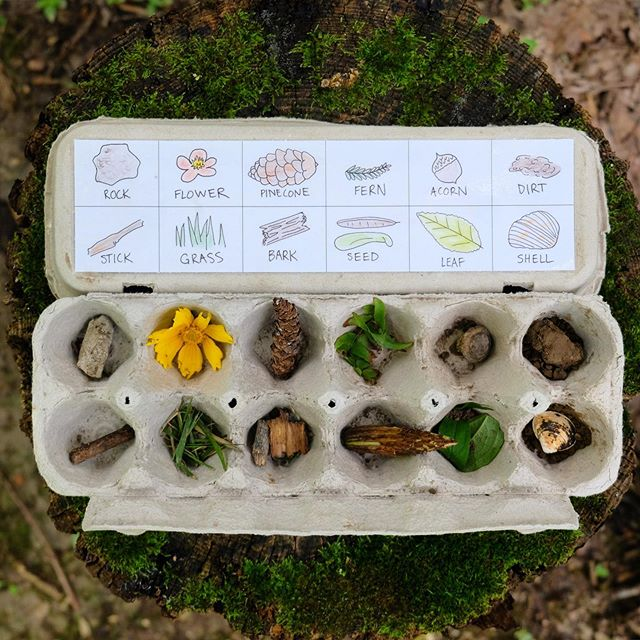 ROCK FLOWER PINECONE FERN ACORN DIRT
STICK GRASS BARK SEED LEAF SHELL